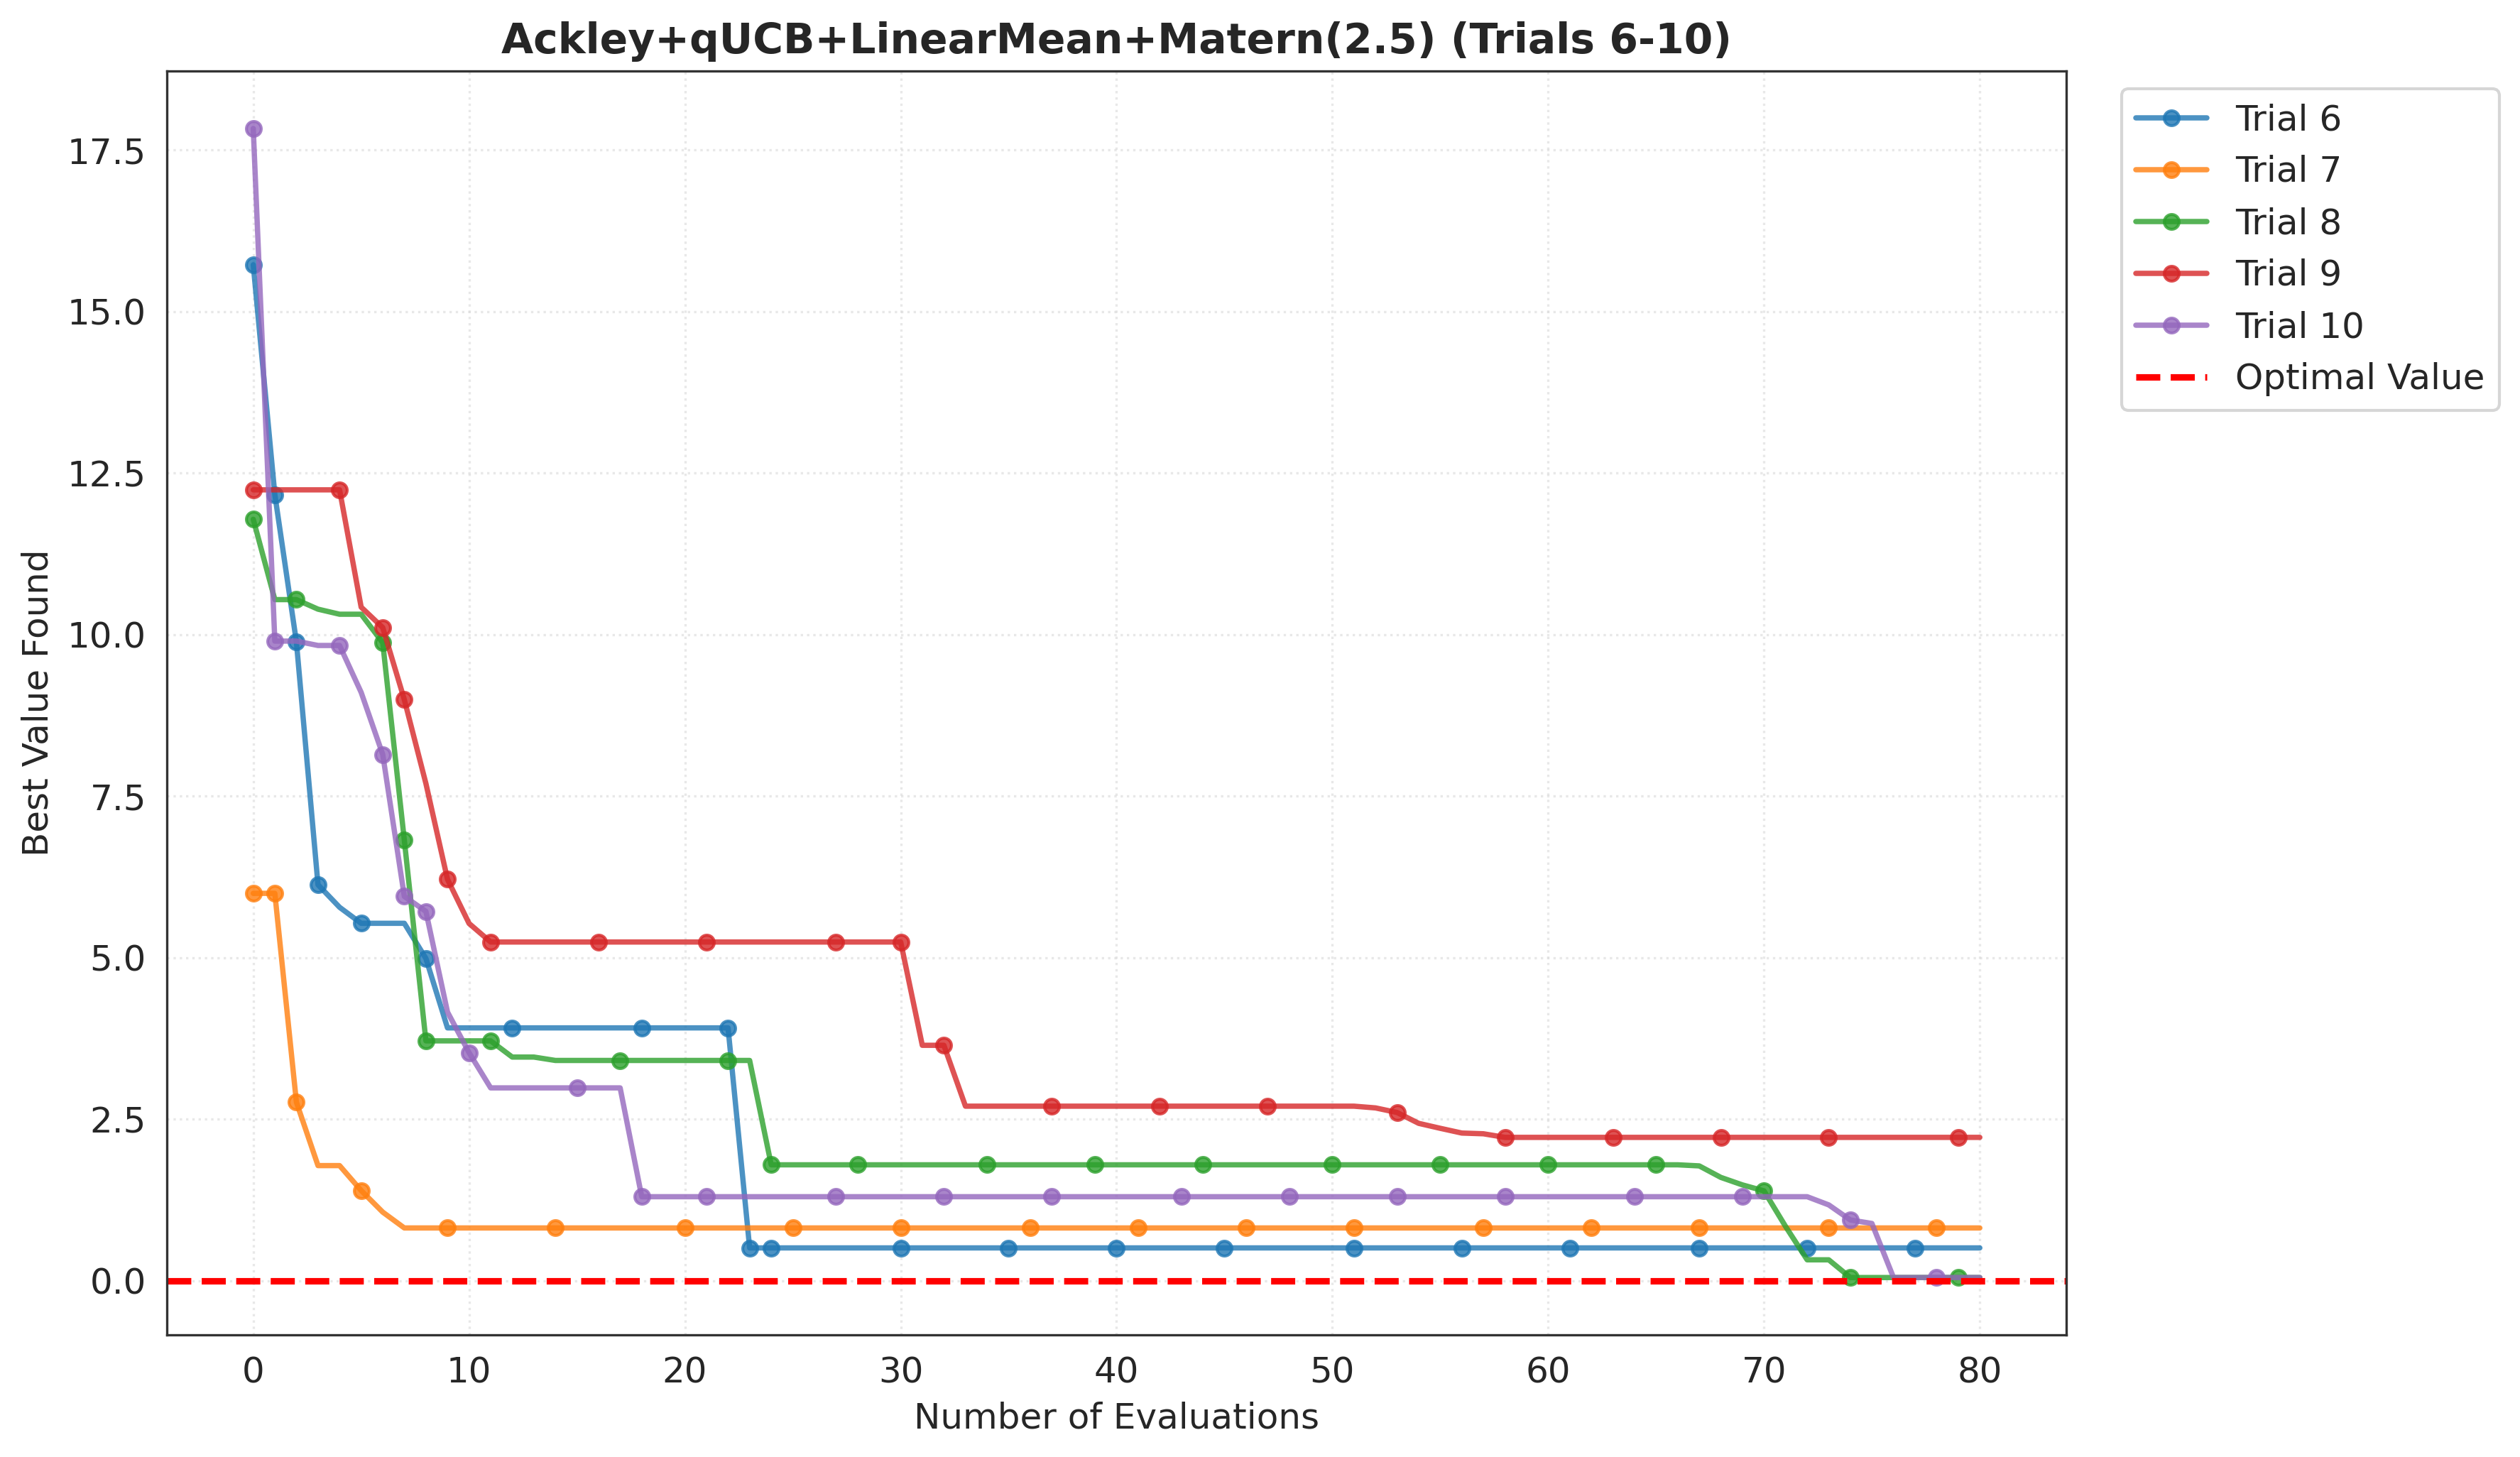 Ackley+qUCB+LinearMean+Matern(2.5) (Trials 6-10)
Best Value Found
17.5
15.0
12.5
10.0
7.5
5.0
2.5
0.0
0 10 20 30 40 50 60 70 80
Number of Evaluations
Trial 6
Trial 7
Trial 8
Trial 9
Trial 10
Optimal Value